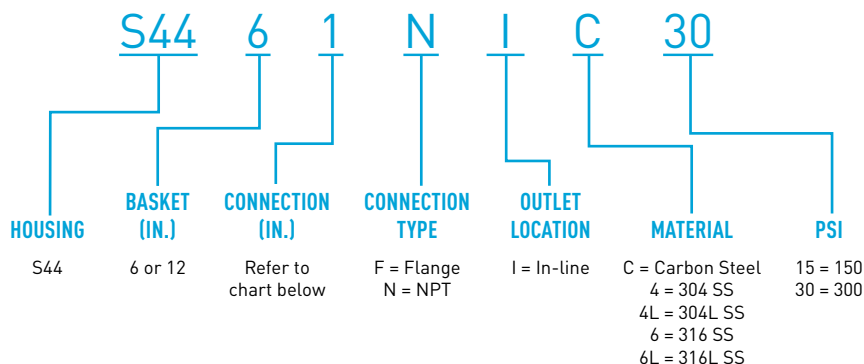 S44 6 1 N I C 30
HOUSING
S44
BASKET
(IN.)
6 or 12
CONNECTION
(IN.)
Refer to
chart below
CONNECTION
TYPE
F = Flange
N = NPT
OUTLET
LOCATION
I = In-line
MATERIAL
C = Carbon Steel
4 = 304 SS
4L = 304L SS
6 = 316 SS
6L = 316L SS
PSI
15 = 150
30 = 300